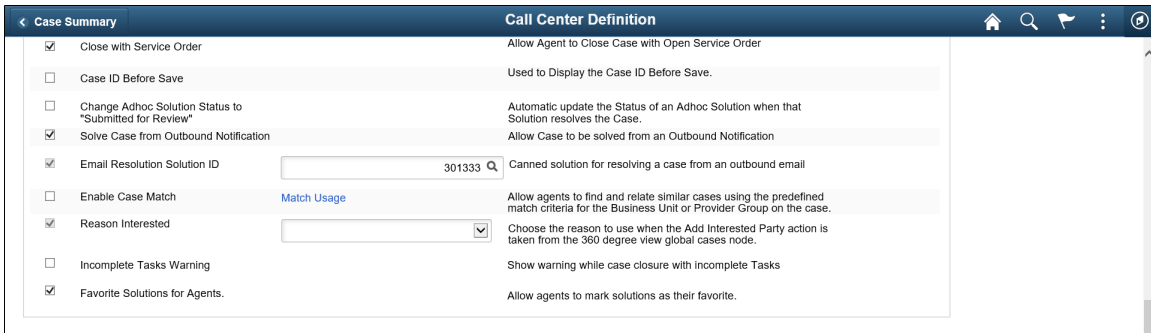 Case Summary
Call Center Definition
Close with Service Order
Allow Agent to Close Case with Open Service Order
Case ID Before Save
Used to Display the Case ID Before Save.
Change Adhoc Solution Status to
"Submitted for Review"
Automatic update the Status of an Adhoc Solution when that
Solution resolves the Case.
Solve Case from Outbound Notification
Allow Case to be solved from an Outbound Notification
Email Resolution Solution ID
301333
Canned solution for resolving a case from an outbound email
Enable Case Match
Match Usage
Allow agents to find and relate similar cases using the predefined
match criteria for the Business Unit or Provider Group on the case.
Reason Interested
Choose the reason to use when the Add Interested Party action is
taken from the 360 degree view global cases node.
Incomplete Tasks Warning
Show warning while case closure with incomplete Tasks
Favorite Solutions for Agents.
Allow agents to mark solutions as their favorite.